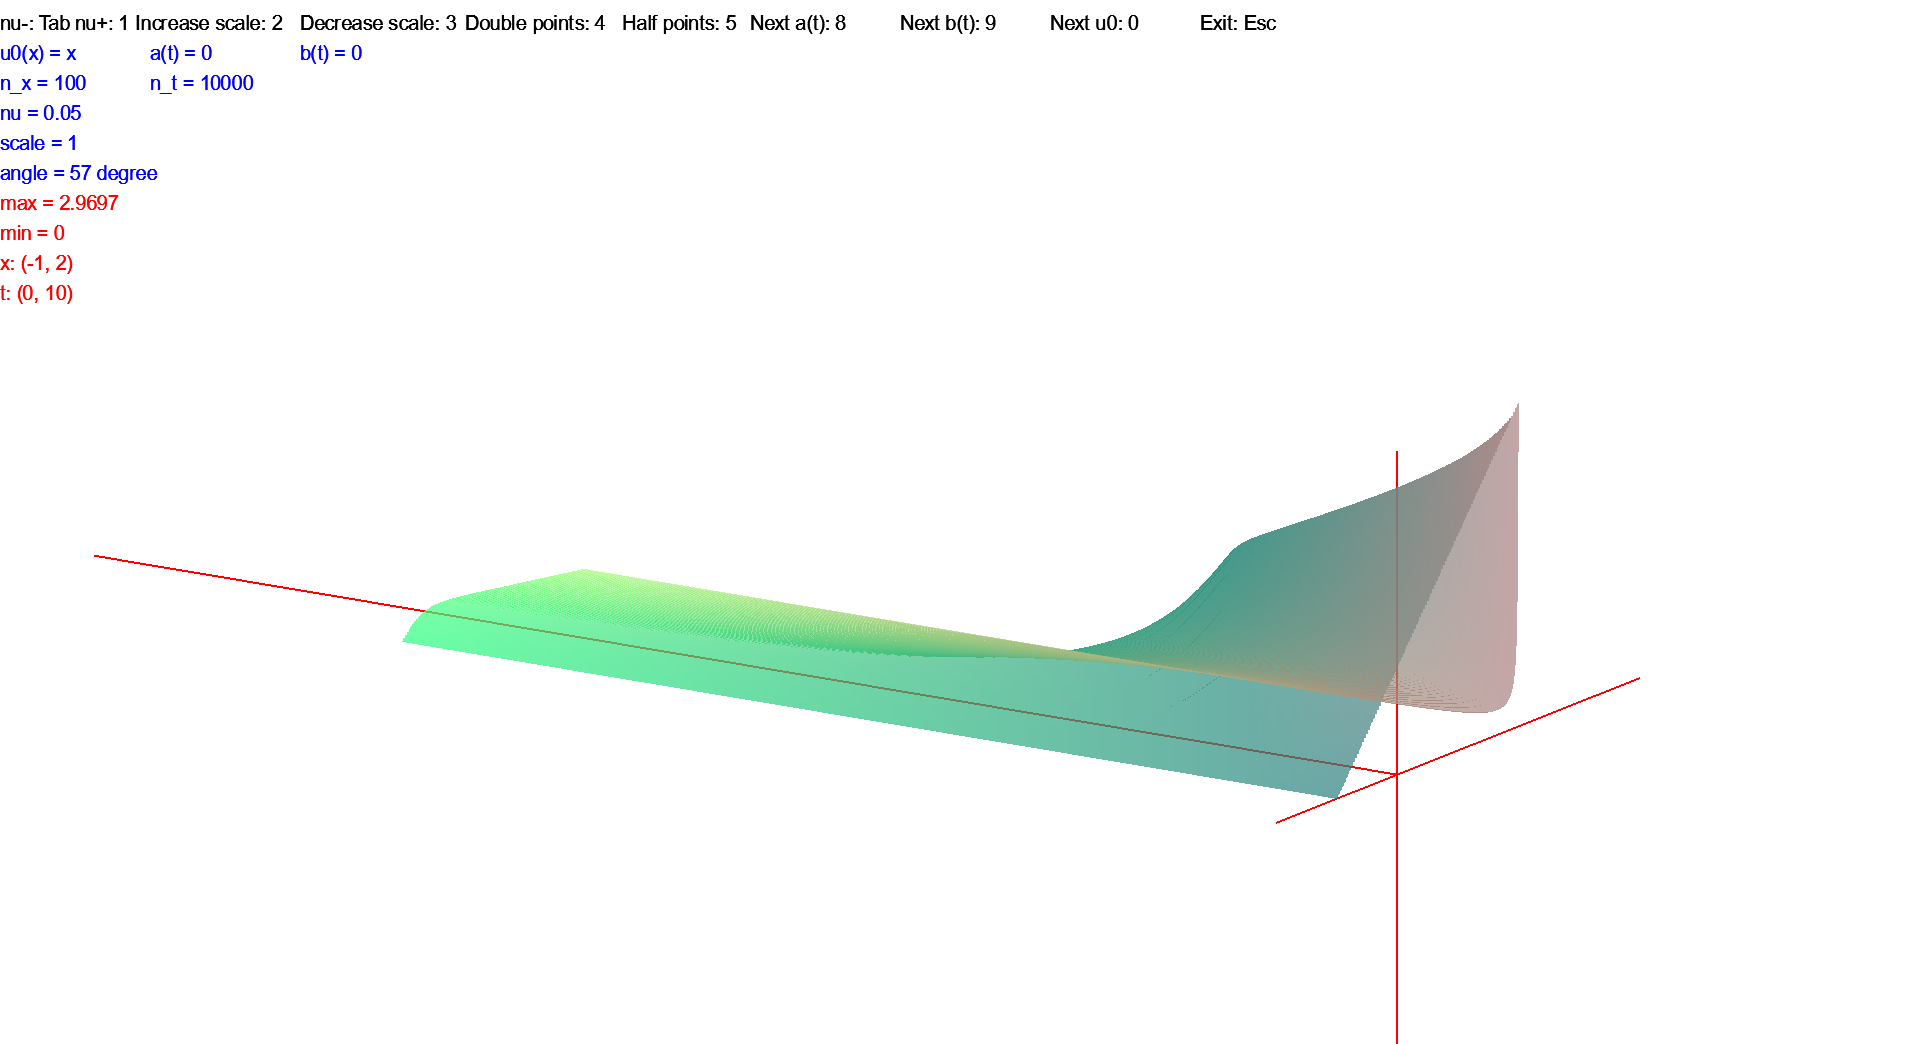 nu-: Tab nu+: 1 Increase scale: 2 Decrease scale: 3 Double points: 4 Half points: 5 Next a(t): 8 Next b(t): 9 Next u0: 0 Exit: Esc
u0(x) = x a(t) = 0 b(t) = 0
n_x = 100 n_t = 10000
nu = 0.05
scale = 1
angle = 57 degree
max = 2.9697
min = 0
x: (-1, 2)
t: (0, 10)